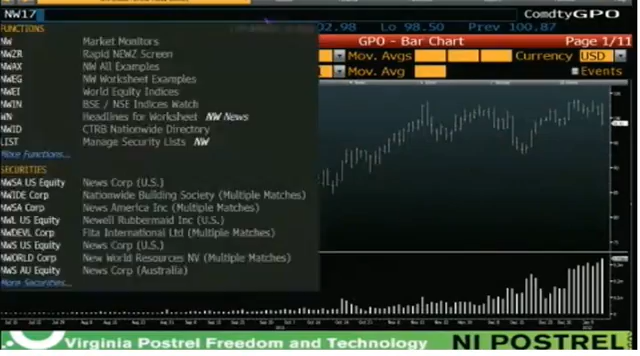 NW17
02.98 Lo 98.50 Prev 100.87 ComdtyGPO
FUNCTIONS
GPO - Bar Chart Page 1/11
NW Market Monitors
NWZR Rapid NEWZ Screen
NWAX NW All Examples
NWEG NW Worksheet Examples
NWEI World Equity Indices
NWIN BSE / NSE Indices Watch
WN Headlines for Worksheet NW News
NWID CTRB Nationwide Directory
LIST Manage Security Lists NW
More Functions...
Mov. Avgs Currency USD
Mov. Avg Events
SECURITIES
NWSA US Equity News Corp (U.S.)
NWIDE Corp Nationwide Building Society (Multiple Matches)
NWSA Corp News America Inc (Multiple Matches)
NWL US Equity Newell Rubbermaid Inc (U.S.)
NWDEVL Corp Fita International Ltd (Multiple Matches)
NWS US Equity News Corp (U.S.)
NWORLD Corp New World Resources NV (Multiple Matches)
NWS AU Equity News Corp (Australia)
More Securities...
Virginia Postrel Freedom and Technology NI POSTREL